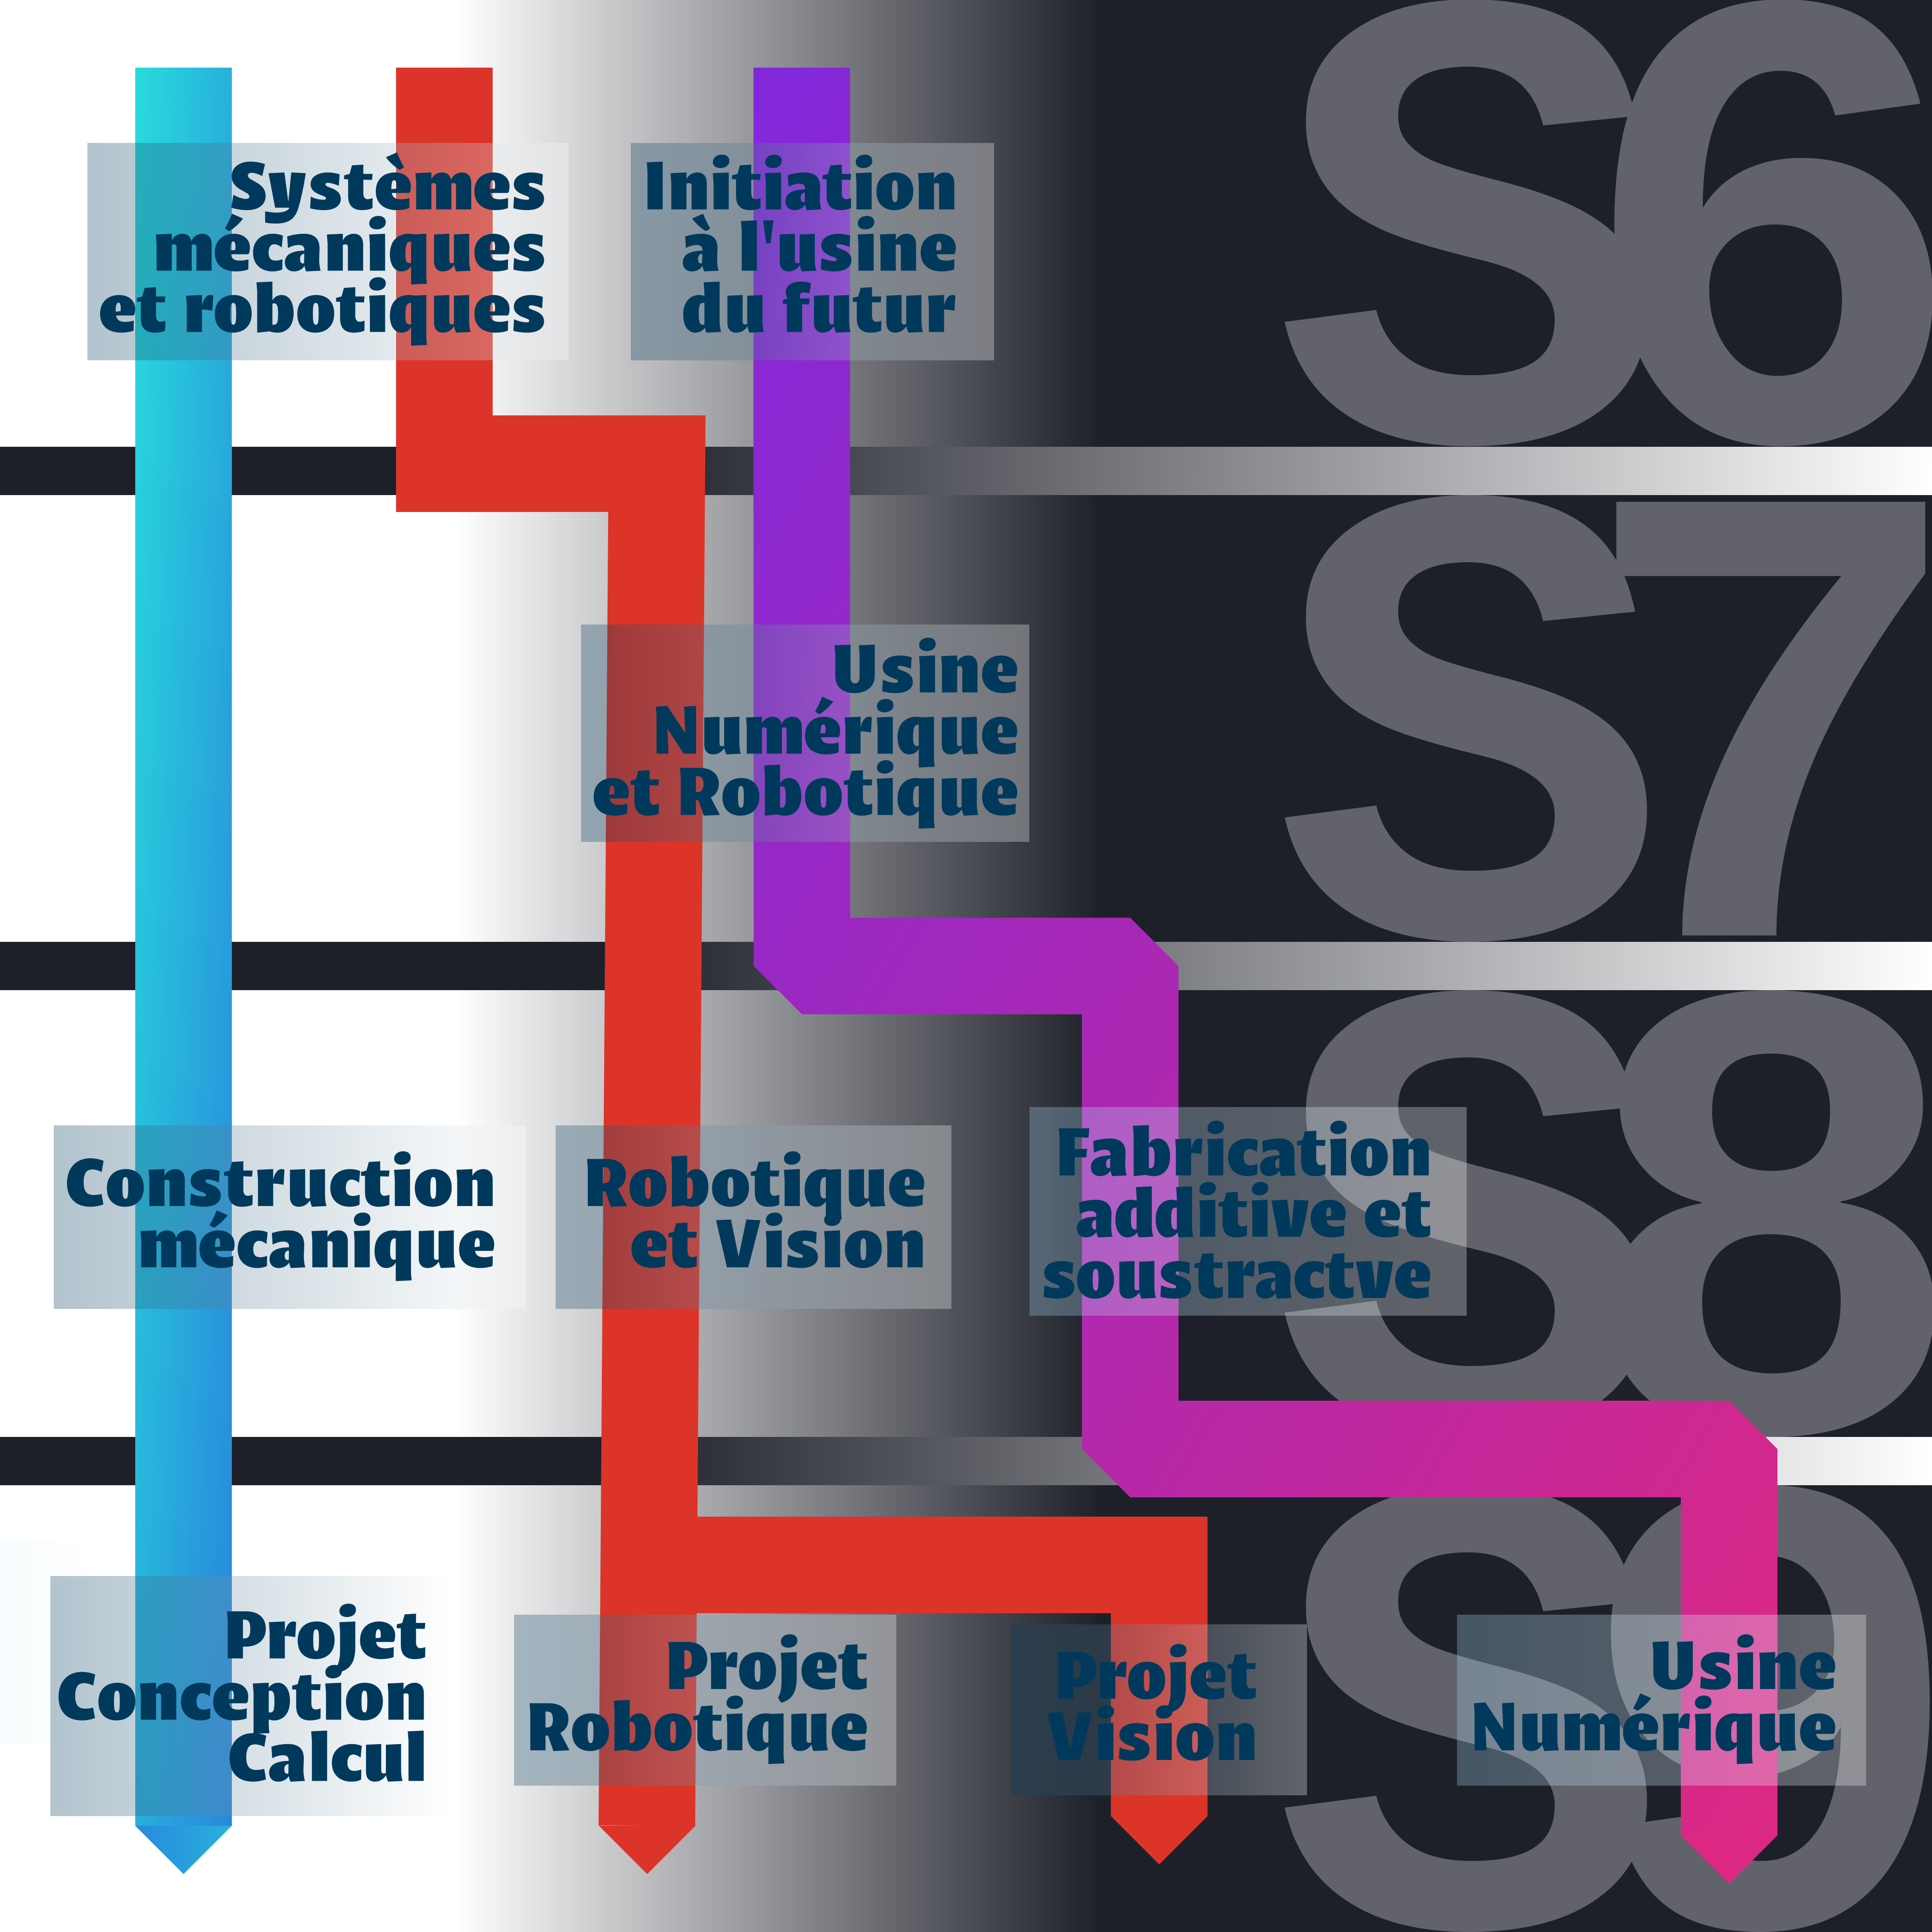 Systèmes
mécaniques
et robotiques
Initiation
à l'usine
du futur
S6
Usine
Numérique
et Robotique
S7
Construction
mécanique
Robotique
et Vision
Fabrication
additive et
soustractve
S8
Projet
Conception
Calcul
Projet
Robotique
Projet
Vision
Usine
Numérique
S9